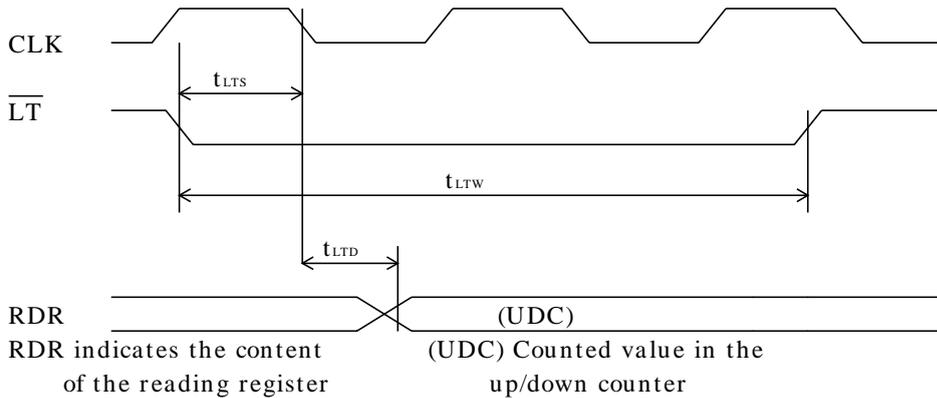 CLK
tLTS
LT
tLTW
tLTD
RDR
(UDC)
RDR indicates the content
of the reading register
(UDC) Counted value in the
up/down counter